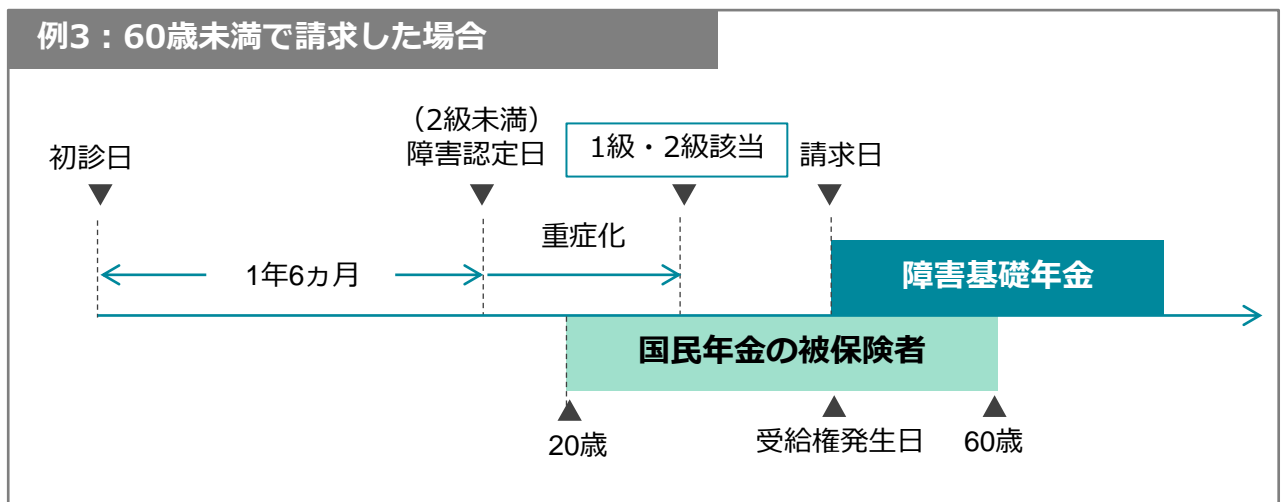 例3：60歳未満で請求した場合
初診日
（2級未満）
障害認定日
1級・2級該当
請求日
重症化
1年6ヵ月
障害基礎年金
国民年金の被保険者
20歳
受給権発生日
60歳